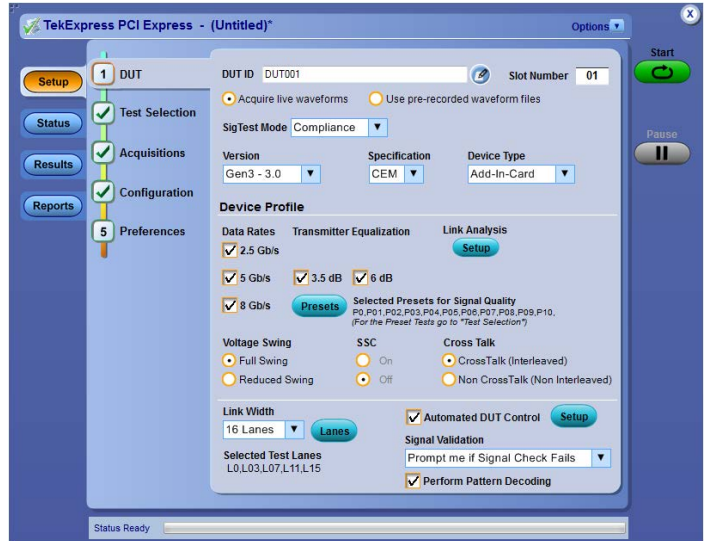 TekExpress PCI Express - (Untitled)*
Options
x
Start
Pause
Setup
Status
Results
Reports
1 DUT
Test Selection
Acquisitions
Configuration
5 Preferences
DUT ID DUT001 Slot Number 01
Acquire live waveforms Use pre-recorded waveform files
SigTest Mode Compliance
Version Specification Device Type
Gen3 - 3.0 CEM Add-In-Card
Device Profile
Data Rates Transmitter Equalization Link Analysis
2.5 Gb/s Setup
5 Gb/s 3.5 dB 6 dB
8 Gb/s Presets Selected Presets for Signal Quality
P0,P01,P02,P03,P04,P05,P06,P07,P08,P09,P10,
(For the Preset Tests go to "Test Selection")
Voltage Swing SSC Cross Talk
Full Swing On CrossTalk (Interleaved)
Reduced Swing Off Non CrossTalk (Non Interleaved)
Link Width
16 Lanes Lanes
Selected Test Lanes
L0,L03,L07,L11,L15
Automated DUT Control Setup
Signal Validation
Prompt me if Signal Check Fails
Perform Pattern Decoding
Status Ready